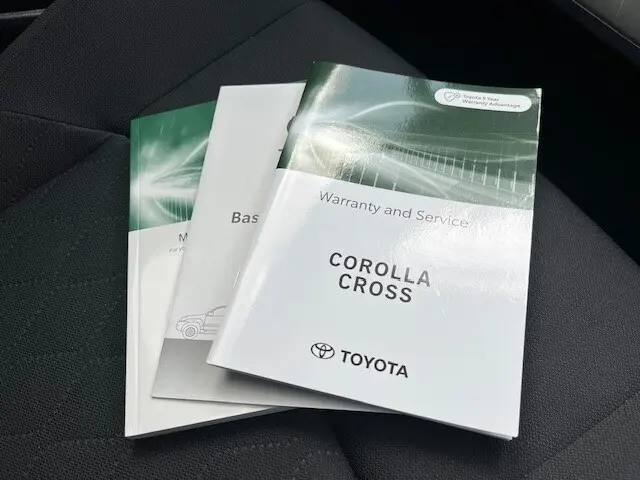 Toyota 5 Year
Warranty Advantage
Warranty and Service
COROLLA
CROSS
TOYOTA
Bas
M